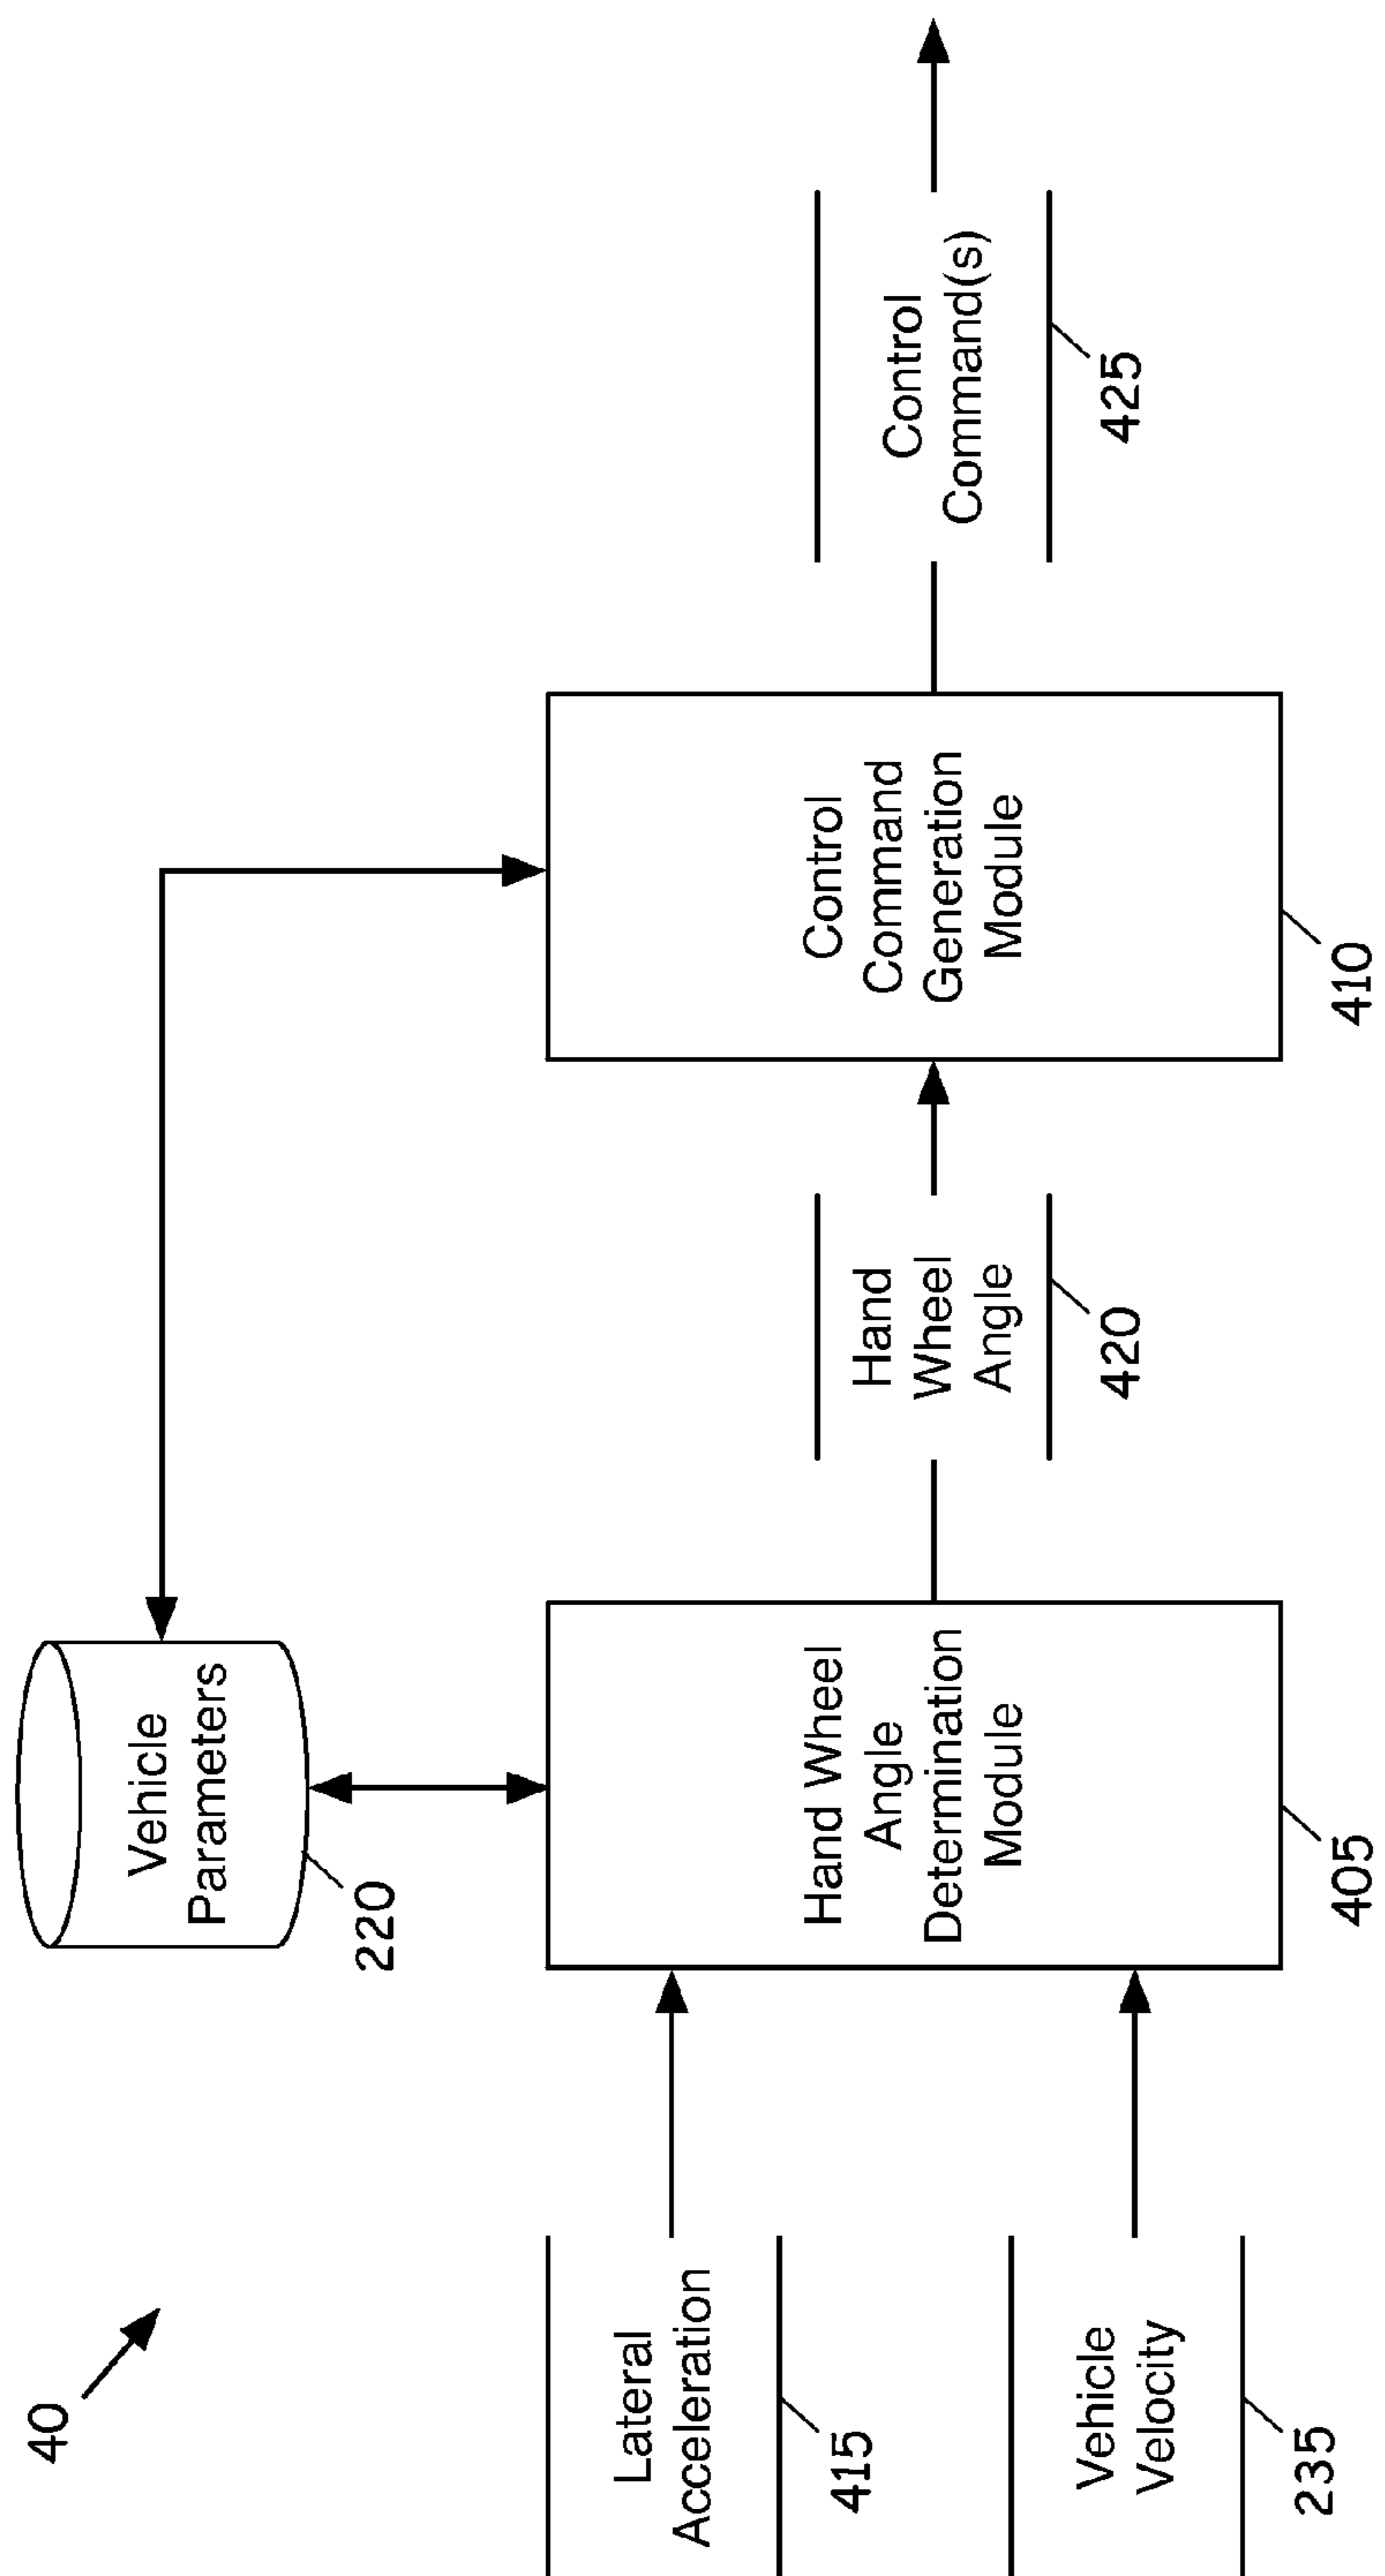 40
Vehicle
Parameters
220
Lateral
Acceleration
415
Vehicle
Velocity
235
Hand Wheel
Angle
Determination
Module
405
Hand
Wheel
Angle
420
Control
Command
Generation
Module
410
Control
Command(s)
425